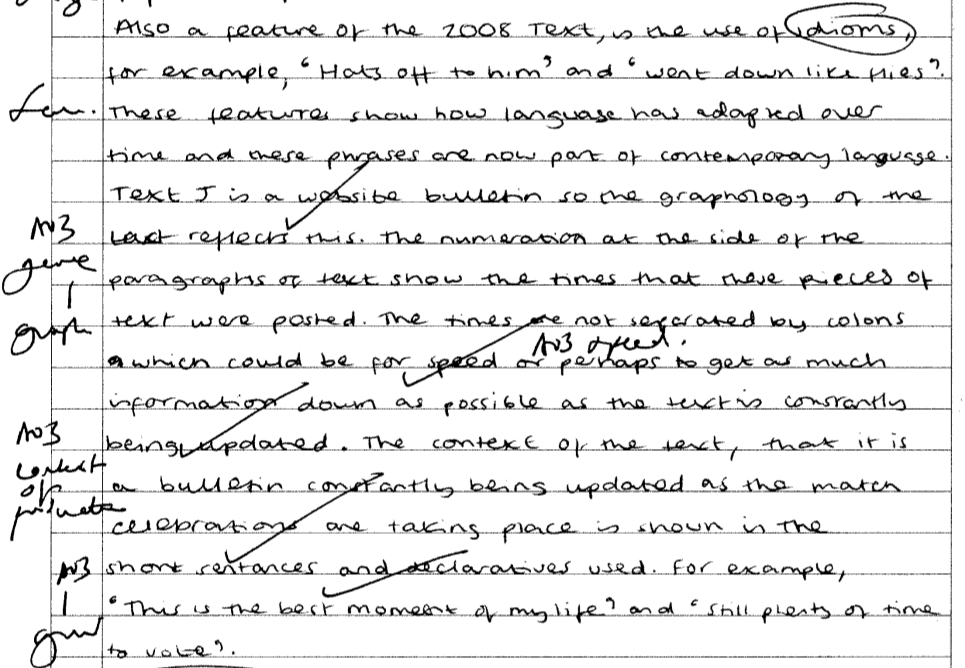 Also a feature of the 2008 Text, is the use of idioms,
for example, "Hats off to him" and "went down like flies".
These features show how language has adapted over
time and these phrases are now part of contemporary language.
Text J is a website bulletin so the graphology of the
text reflects this. The numeration at the side of the
AO3
paragraphs of text show the times that these pieces of
genre
text were posted. The times are not separated by colons
graph
AO3 speed.
which could be for speed or perhaps to get as much
information down as possible as the text is constantly
being updated. The context of the text, that it is
AO3
context
of
a bulletin constantly being updated as the match
celebrations are taking place is shown in the
short sentances and declaratives used. For example,
AO3
"This is the best moment of my life" and "still plenty of time
gram
to vote".